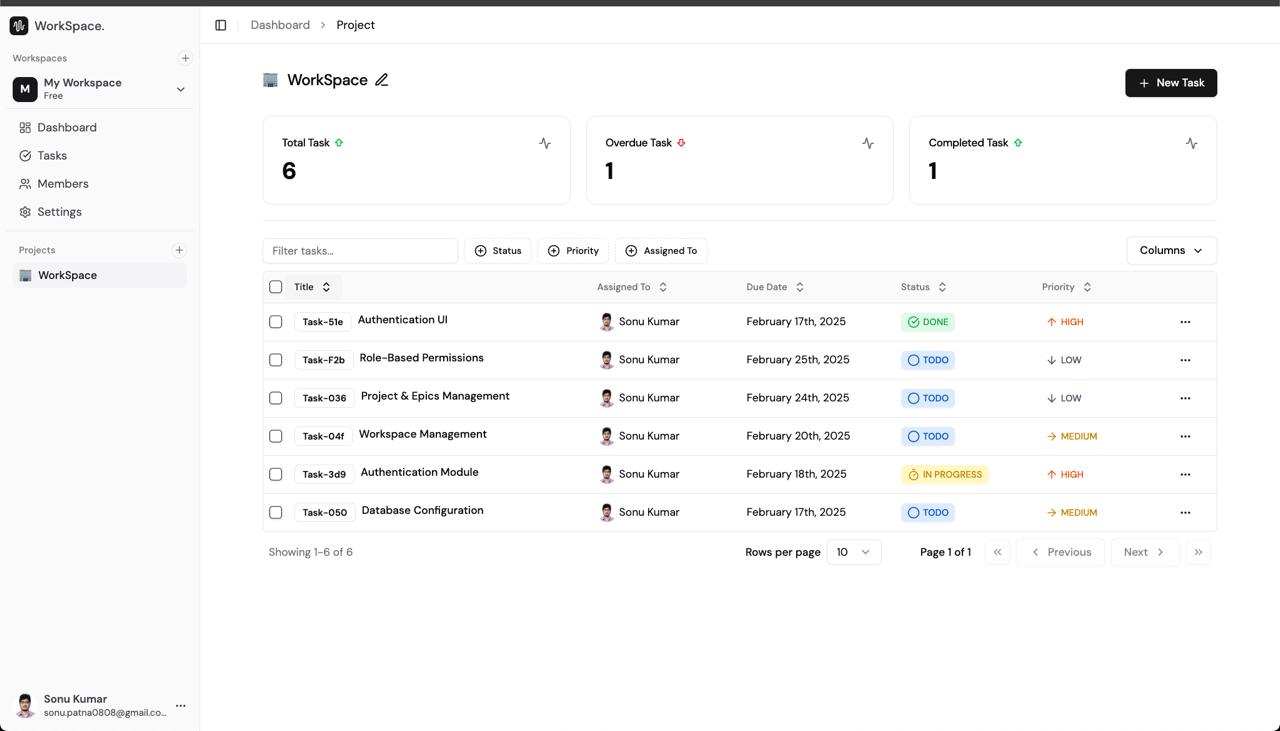 WorkSpace.
Workspaces
M
My Workspace
Free
Dashboard
Tasks
Members
Settings
Projects
WorkSpace
Sonu Kumar
sonu.patna0808@gmail.co...
Dashboard > Project
WorkSpace
New Task
Total Task
6
Overdue Task
1
Completed Task
1
Filter tasks... Status Priority Assigned To Columns
Title Assigned To Due Date Status Priority
Task-51e Authentication UI Sonu Kumar February 17th, 2025 DONE HIGH
Task-F2b Role-Based Permissions Sonu Kumar February 25th, 2025 TODO LOW
Task-036 Project & Epics Management Sonu Kumar February 24th, 2025 TODO LOW
Task-04f Workspace Management Sonu Kumar February 20th, 2025 TODO MEDIUM
Task-3d9 Authentication Module Sonu Kumar February 18th, 2025 IN PROGRESS HIGH
Task-050 Database Configuration Sonu Kumar February 17th, 2025 TODO MEDIUM
Showing 1-6 of 6 Rows per page 10 Page 1 of 1 Previous Next